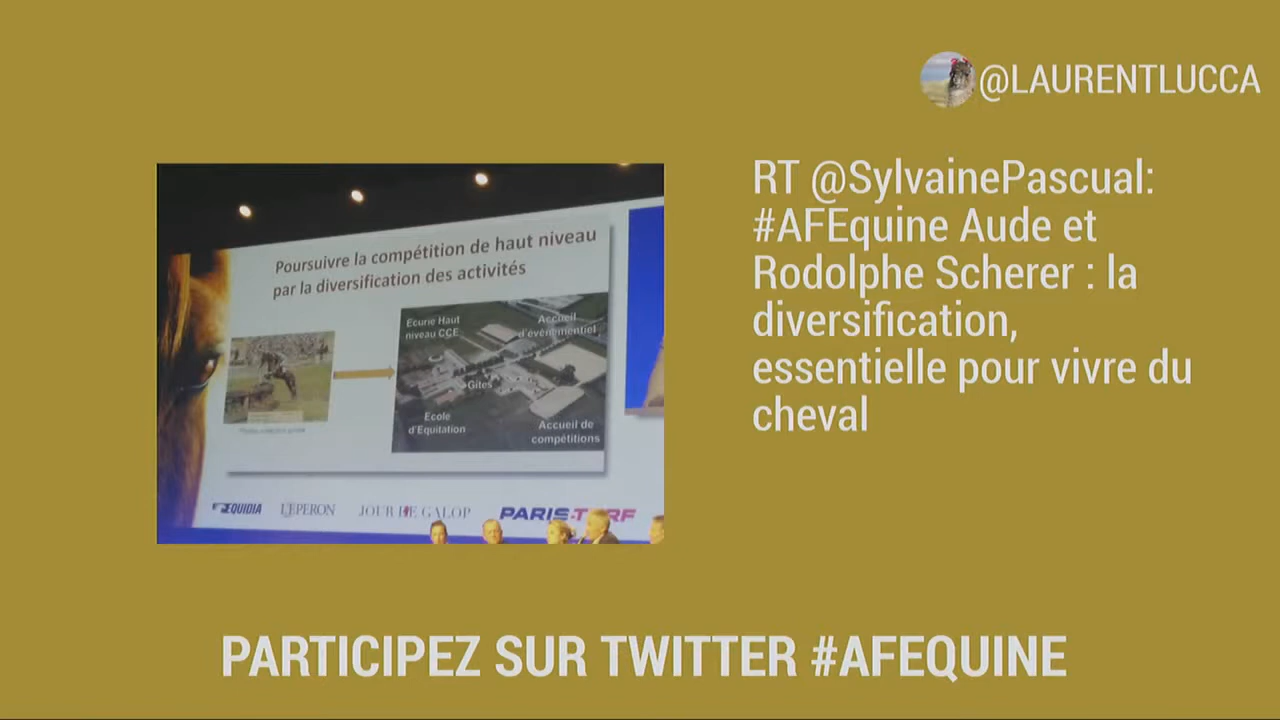 @LAURENTLUCCA
RT @SylvainePascual:
#AFEquine Aude et
Rodolphe Scherer : la
diversification,
essentielle pour vivre du
cheval
Poursuivre la compétition de haut niveau
par la diversification des activités
Ecurie Haut
niveau CCE
Accueil
d'événementiel
Gîtes
Ecole
d'Equitation
Accueil de
compétitions
EQUIDIA
L'EPERON
JOUR DE GALOP
PARIS-TURF
PARTICIPEZ SUR TWITTER #AFEQUINE